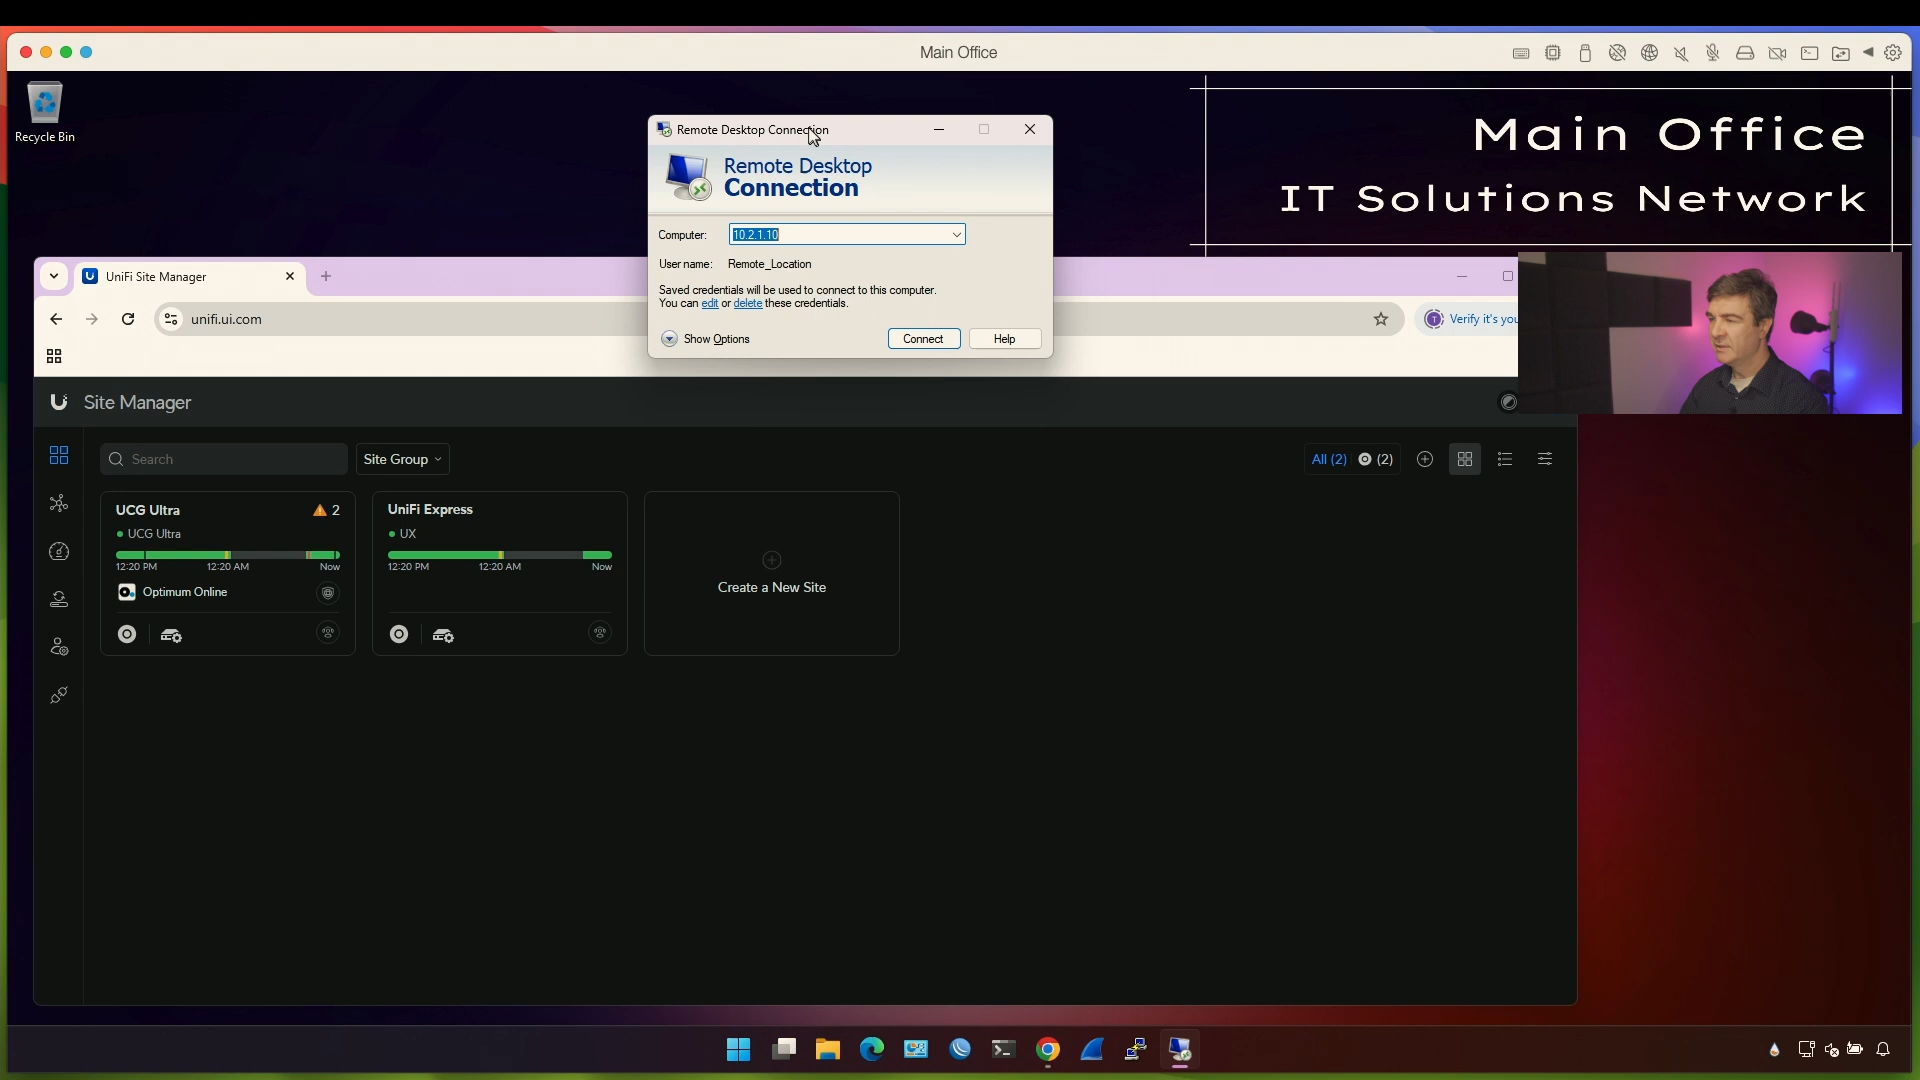 Main Office
Recycle Bin
Main Office
IT Solutions Network
Remote Desktop Connection
Remote Desktop
Connection
Computer: 10.2.1.10
User name: Remote_Location
Saved credentials will be used to connect to this computer.
You can edit or delete these credentials.
Show Options
Connect
Help
UniFi Site Manager
unifi.ui.com
Verify it's you
Site Manager
Search
Site Group
All (2) (2)
UCG Ultra 2
UCG Ultra
12:20 PM 12:20 AM Now
Optimum Online
UniFi Express
UX
12:20 PM 12:20 AM Now
Create a New Site